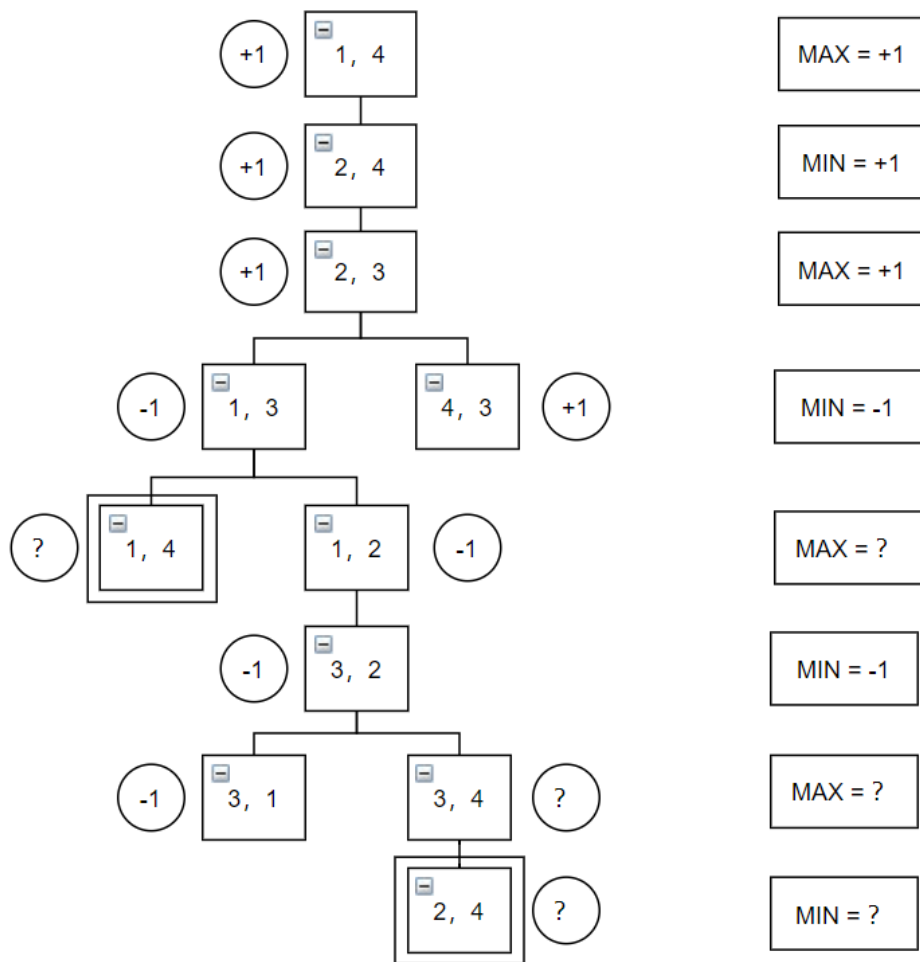 +1
1, 4
MAX = +1
+1
2, 4
MIN = +1
+1
2, 3
MAX = +1
-1
1, 3
4, 3
+1
MIN = -1
?
1, 4
1, 2
-1
MAX = ?
-1
3, 2
MIN = -1
-1
3, 1
3, 4
?
MAX = ?
2, 4
?
MIN = ?